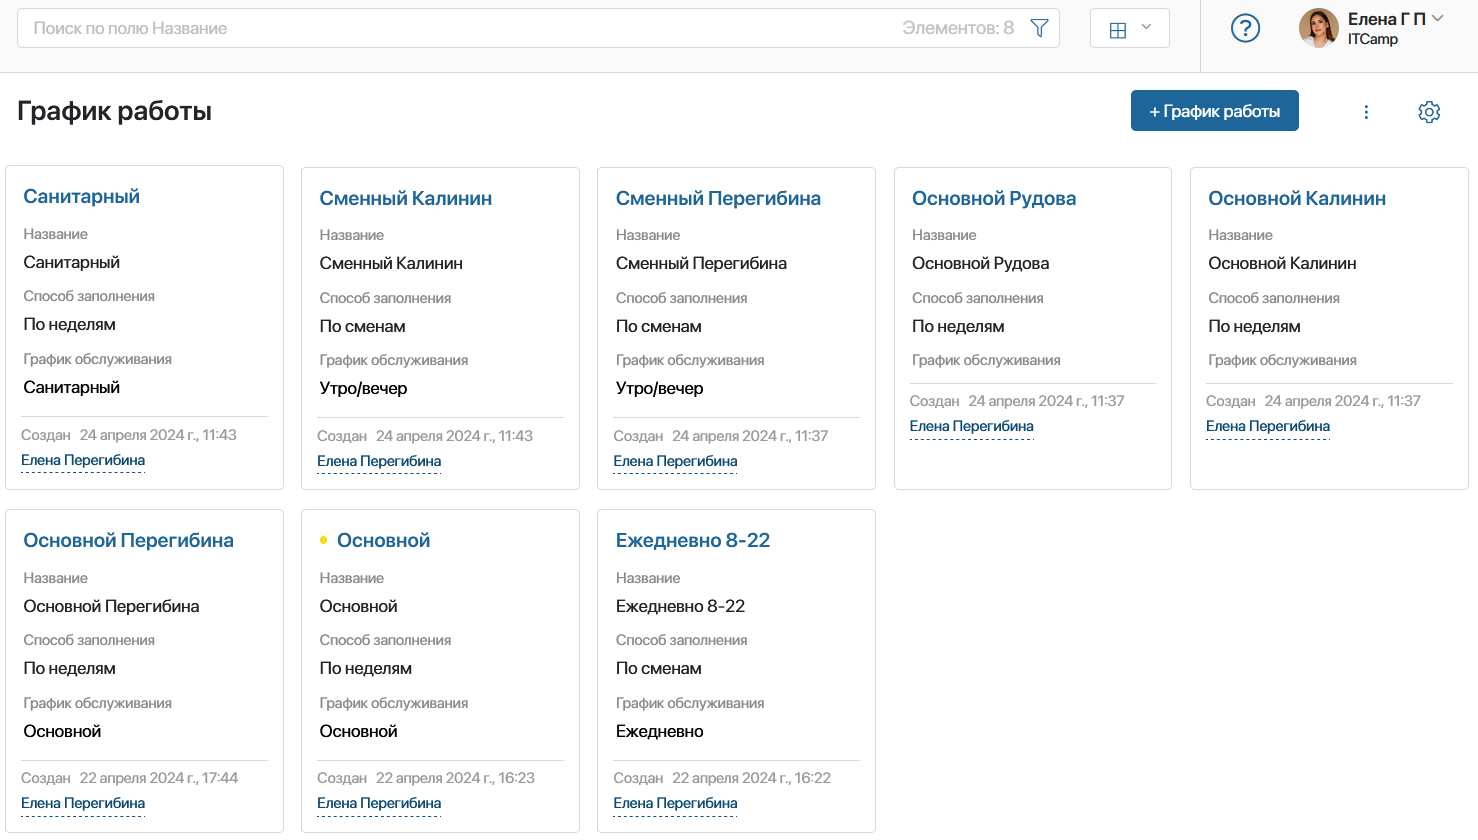 Поиск по полю Название
Элементов: 8
Елена Г П
ITCamp
График работы
+ График работы
Санитарный
Название
Санитарный
Способ заполнения
По неделям
График обслуживания
Санитарный
Создан 24 апреля 2024 г., 11:43
Елена Перегибина
Сменный Калинин
Название
Сменный Калинин
Способ заполнения
По сменам
График обслуживания
Утро/вечер
Создан 24 апреля 2024 г., 11:43
Елена Перегибина
Сменный Перегибина
Название
Сменный Перегибина
Способ заполнения
По сменам
График обслуживания
Утро/вечер
Создан 24 апреля 2024 г., 11:37
Елена Перегибина
Основной Рудова
Название
Основной Рудова
Способ заполнения
По неделям
График обслуживания
Создан 24 апреля 2024 г., 11:37
Елена Перегибина
Основной Калинин
Название
Основной Калинин
Способ заполнения
По неделям
График обслуживания
Создан 24 апреля 2024 г., 11:37
Елена Перегибина
Основной Перегибина
Название
Основной Перегибина
Способ заполнения
По неделям
График обслуживания
Основной
Создан 22 апреля 2024 г., 17:44
Елена Перегибина
Основной
Название
Основной
Способ заполнения
По неделям
График обслуживания
Основной
Создан 22 апреля 2024 г., 16:23
Елена Перегибина
Ежедневно 8-22
Название
Ежедневно 8-22
Способ заполнения
По сменам
График обслуживания
Ежедневно
Создан 22 апреля 2024 г., 16:22
Елена Перегибина